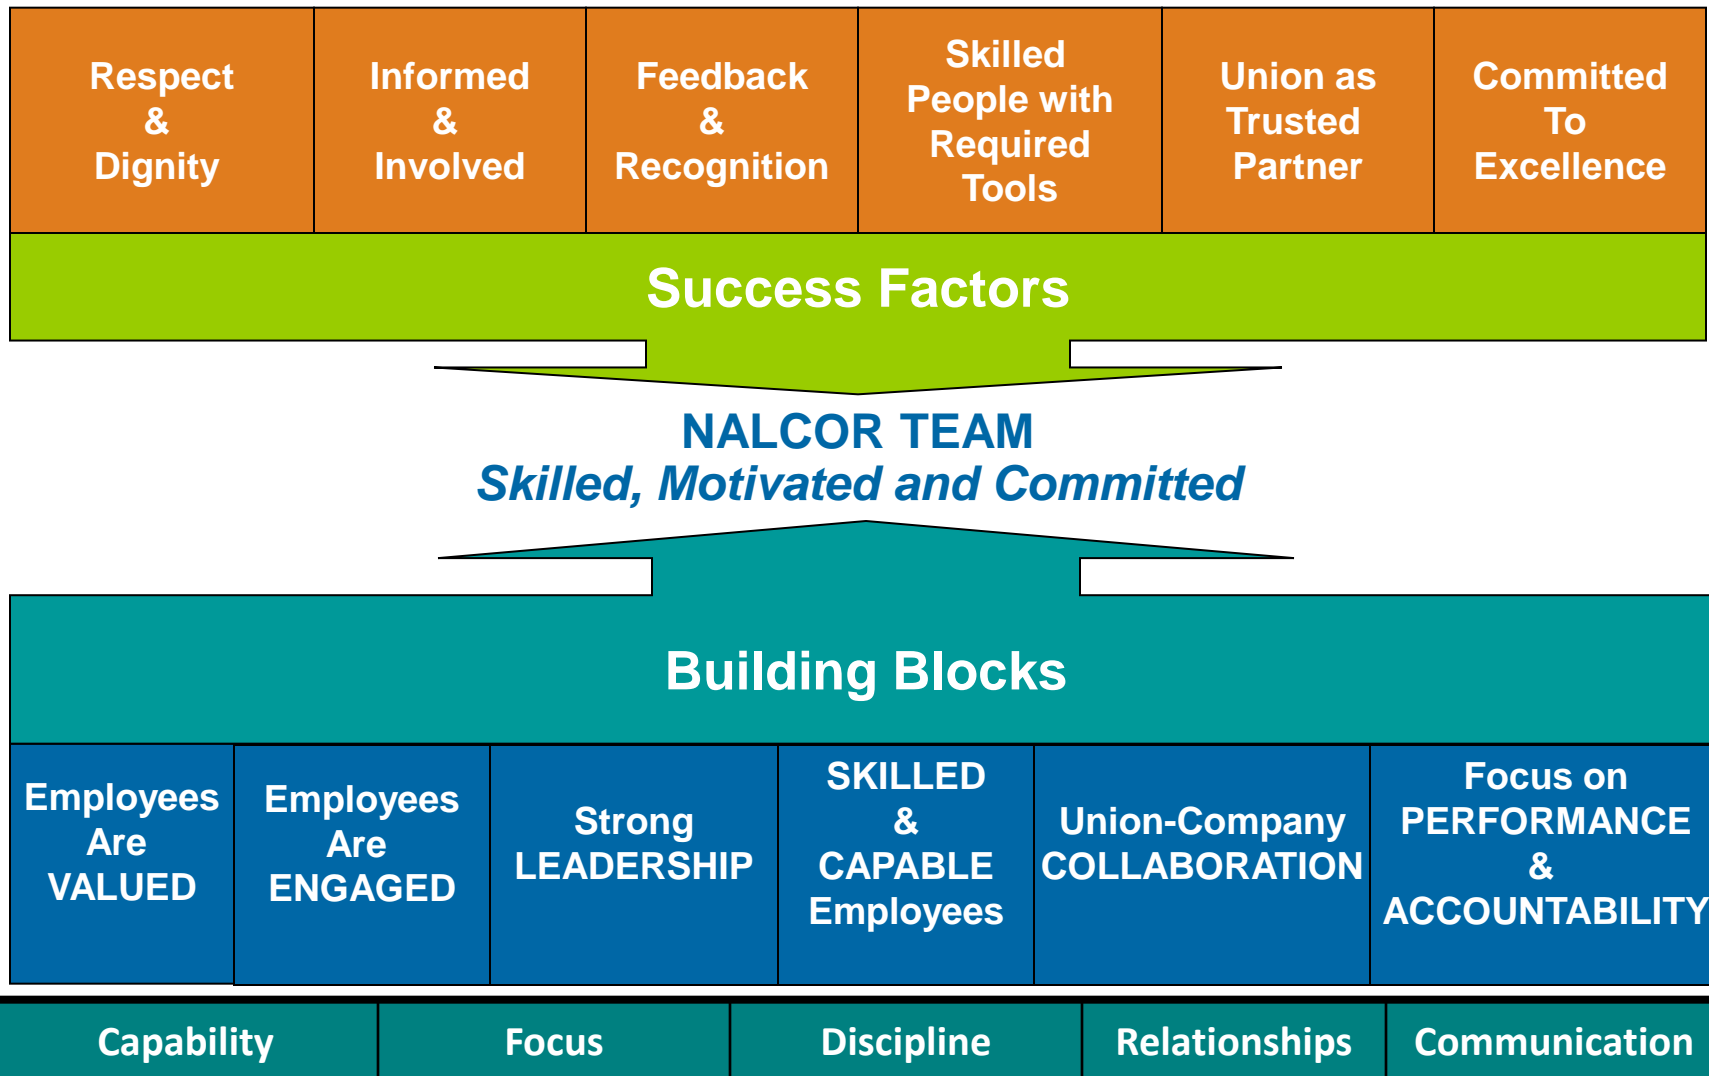 Respect
&
Dignity
Informed
&
Involved
Feedback
&
Recognition
Skilled
People with
Required
Tools
Union as
Trusted
Partner
Committed
To
Excellence
Success Factors
NALCOR TEAM
Skilled, Motivated and Committed
Building Blocks
Employees
Are
VALUED
Employees
Are
ENGAGED
Strong
LEADERSHIP
SKILLED
&
CAPABLE
Employees
Union-Company
COLLABORATION
Focus on
PERFORMANCE
&
ACCOUNTABILITY
Capability
Focus
Discipline
Relationships
Communication